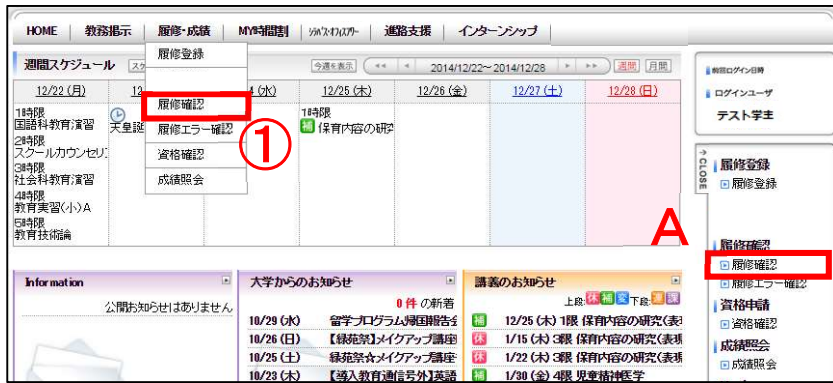 HOME 教務掲示 履修・成績 MY時間割 ｼﾗﾊﾞｽ/ｵﾌｨｽｱﾜｰ 進路支援 インターンシップ
週間スケジュール 今週を表示 2014/12/22～2014/12/28 週間 月間
12/22 (月) 12 4 (水) 12/25 (木) 12/26 (金) 12/27 (土) 12/28 (日)
履修登録
履修確認
履修エラー確認
資格確認
成績照会
①
1時限
国語科教育演習
2時限
スクールカウンセリ
3時限
社会科教育演習
4時限
教育実習(小)A
5時限
教育技術論
天皇誕
1時限
補 保育内容の研究
前回ログイン日時
ログインユーザ
テスト学主
CLOSE
履修登録
履修登録
A
履修確認
履修確認
履修エラー確認
資格申請
資格確認
成績照会
成績照会
Information
公開お知らせはありません
大学からのお知らせ
0 件 の新着
10/29 (水) 留学プログラム帰国報告会
10/26 (日) 【緑苑祭】メイクアップ講座
10/25 (土) 緑苑祭☆メイクアップ講座
10/23 (木) 【導入教育通信号外】英語
講義のお知らせ
上段:休 補 変 下段:遅 課
補 12/25 (木) 1限 保育内容の研究(表現
休 1/15 (木) 3限 保育内容の研究(表現
休 1/22 (木) 3限 保育内容の研究(表現
補 1/30 (金) 4限 児童精神医学